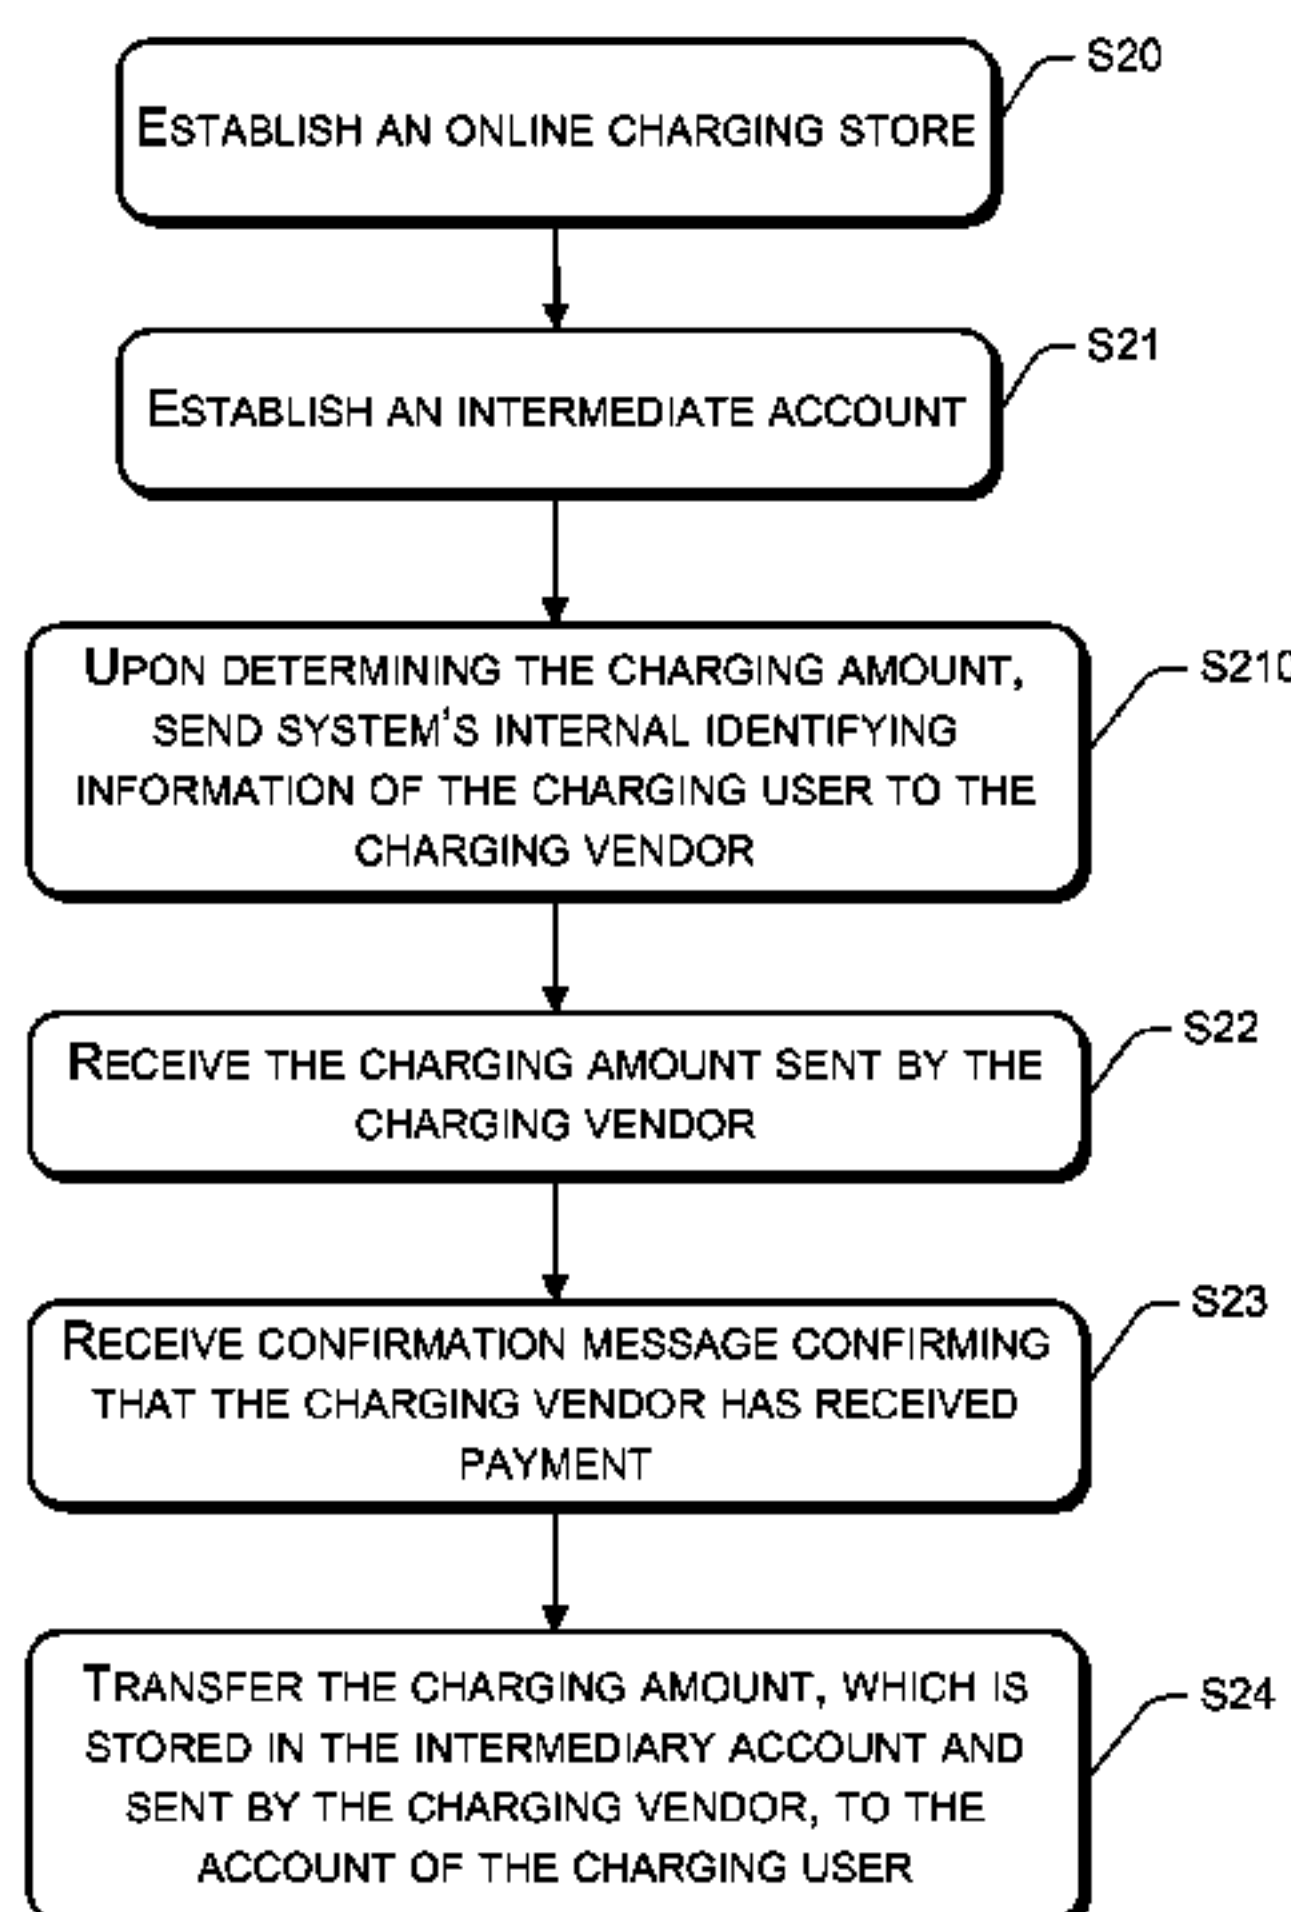 S20
ESTABLISH AN ONLINE CHARGING STORE
S21
ESTABLISH AN INTERMEDIATE ACCOUNT
S210
UPON DETERMINING THE CHARGING AMOUNT,
SEND SYSTEM'S INTERNAL IDENTIFYING
INFORMATION OF THE CHARGING USER TO THE
CHARGING VENDOR
S22
RECEIVE THE CHARGING AMOUNT SENT BY THE
CHARGING VENDOR
S23
RECEIVE CONFIRMATION MESSAGE CONFIRMING
THAT THE CHARGING VENDOR HAS RECEIVED
PAYMENT
S24
TRANSFER THE CHARGING AMOUNT, WHICH IS
STORED IN THE INTERMEDIARY ACCOUNT AND
SENT BY THE CHARGING VENDOR, TO THE
ACCOUNT OF THE CHARGING USER